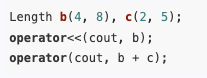 Length b(4, 8), c(2, 5);
operator<<(cout, b);
operator(cout, b + c);